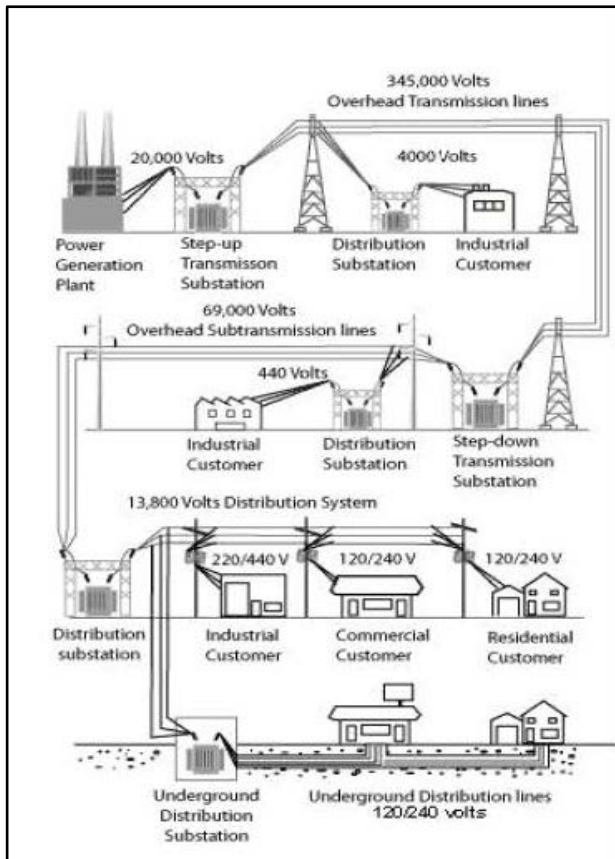 345,000 Volts
Overhead Transmission lines
20,000 Volts
4000 Volts
Power
Generation
Plant
Step-up
Transmisson
Substation
Distribution
Substation
Industrial
Customer
69,000 Volts
Overhead Subtransmission lines
440 Volts
Industrial
Customer
Distribution
Substation
Step-down
Transmission
Substation
13,800 Volts Distribution System
220/440 V
120/240 V
120/240 V
Distribution
substation
Industrial
Customer
Commercial
Customer
Residential
Customer
Underground
Distribution
Substation
Underground Distribution lines
120/240 volts